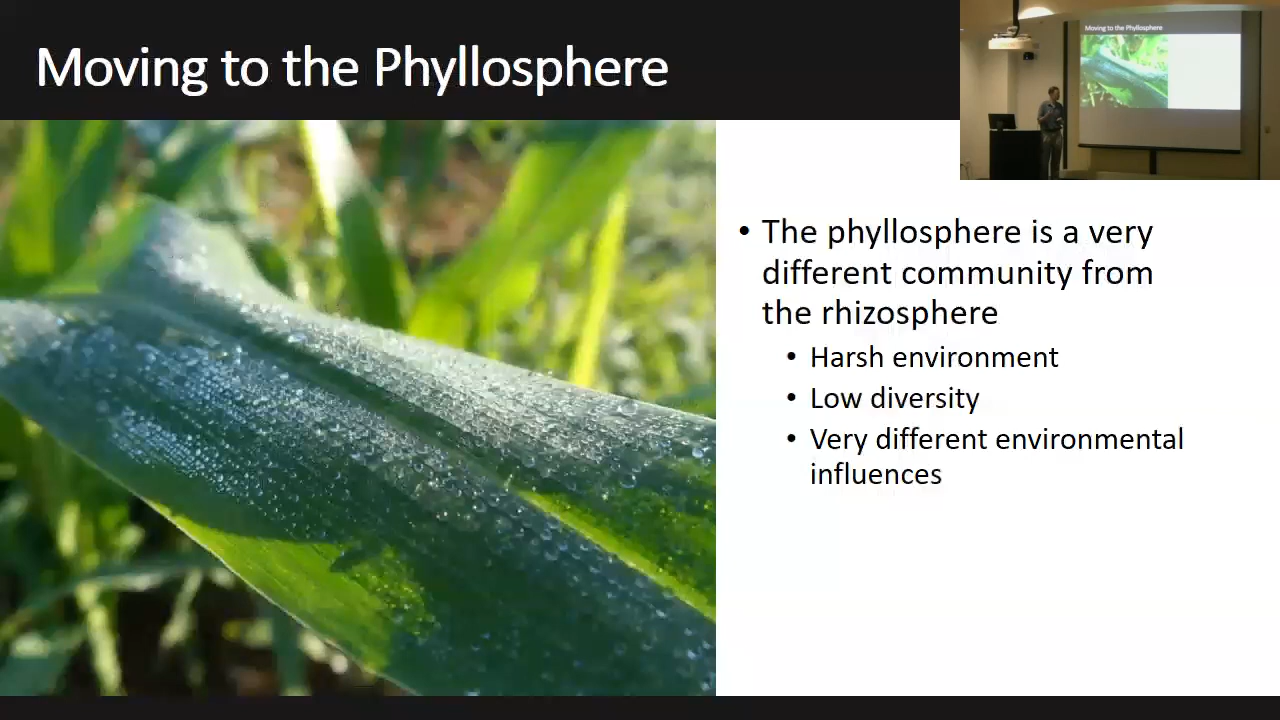 Moving to the Phyllosphere
Moving to the Phyllosphere
• The phyllosphere is a very
different community from
the rhizosphere
• Harsh environment
• Low diversity
• Very different environmental
influences